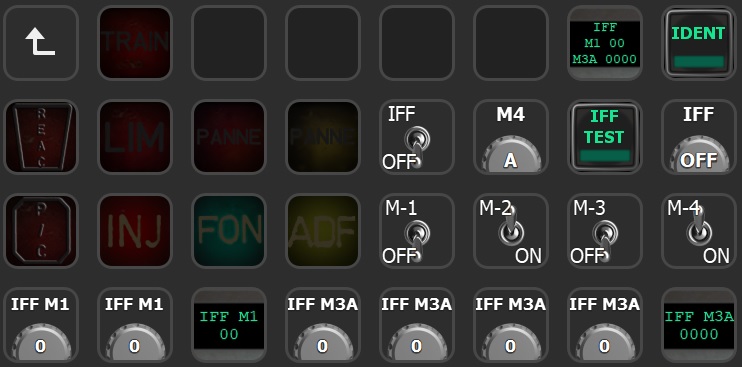 TRAIN
IFF
M1 00
M3A 0000
IDENT
REAC
LIM
PANNE
PANNE
IFF
OFF
M4
A
IFF
TEST
IFF
OFF
P/C
INJ
FON
ADF
M-1
OFF
M-2
ON
M-3
OFF
M-4
ON
IFF M1
0
IFF M1
0
IFF M1
00
IFF M3A
0
IFF M3A
0
IFF M3A
0
IFF M3A
0
IFF M3A
0000